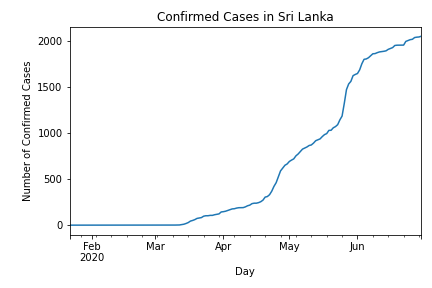 Confirmed Cases in Sri Lanka
Number of Confirmed Cases
2000
1500
1000
500
0
Feb Mar Apr May Jun
2020
Day